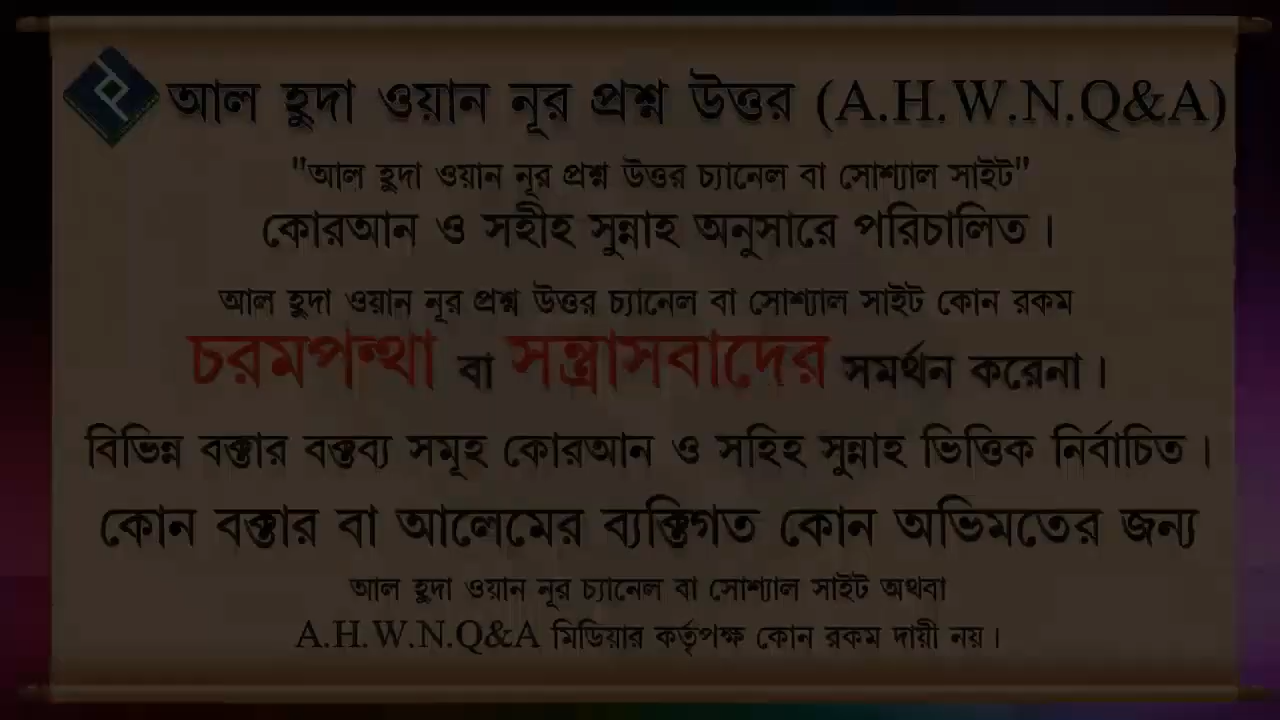 আল হুদা ওয়ান নূর প্রশ্ন উত্তর (A.H.W.N.Q&A)
"আল হুদা ওয়ান নূর প্রশ্ন উত্তর চ্যানেল বা সোশ্যাল সাইট"
কোরআন ও সহীহ সুন্নাহ অনুসারে পরিচালিত ।
আল হুদা ওয়ান নূর প্রশ্ন উত্তর চ্যানেল বা সোশ্যাল সাইট কোন রকম
চরমপন্থা বা সন্ত্রাসবাদের সমর্থন করেনা ।
বিভিন্ন বক্তার বক্তব্য সমূহ কোরআন ও সহিহ সুন্নাহ ভিত্তিক নির্বাচিত ।
কোন বক্তার বা আলেমের ব্যক্তিগত কোন অভিমতের জন্য
আল হুদা ওয়ান নূর চ্যানেল বা সোশ্যাল সাইট অথবা
A.H.W.N.Q&A মিডিয়ার কর্তৃপক্ষ কোন রকম দায়ী নয় ।